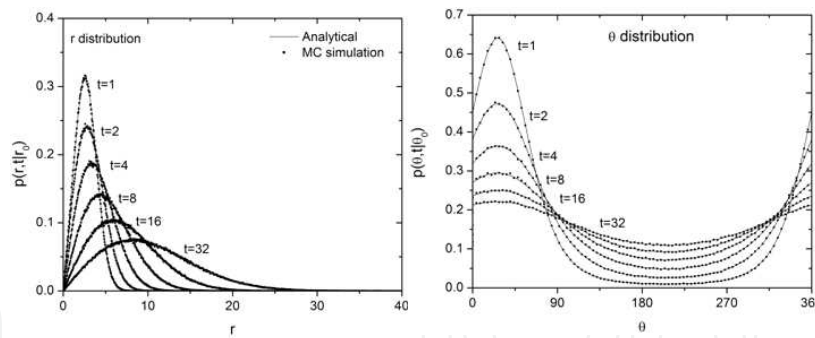 r distribution
Analytical
MC simulation
t=1
t=2
t=4
t=8
t=16
t=32
p(r,t|r₀)
0.4
0.3
0.2
0.1
0.0
0
10
20
30
40
r
θ distribution
t=1
t=2
t=4
t=8
t=16
t=32
p(θ,t|θ₀)
0.7
0.6
0.5
0.4
0.3
0.2
0.1
0.0
0
90
180
270
36
θ